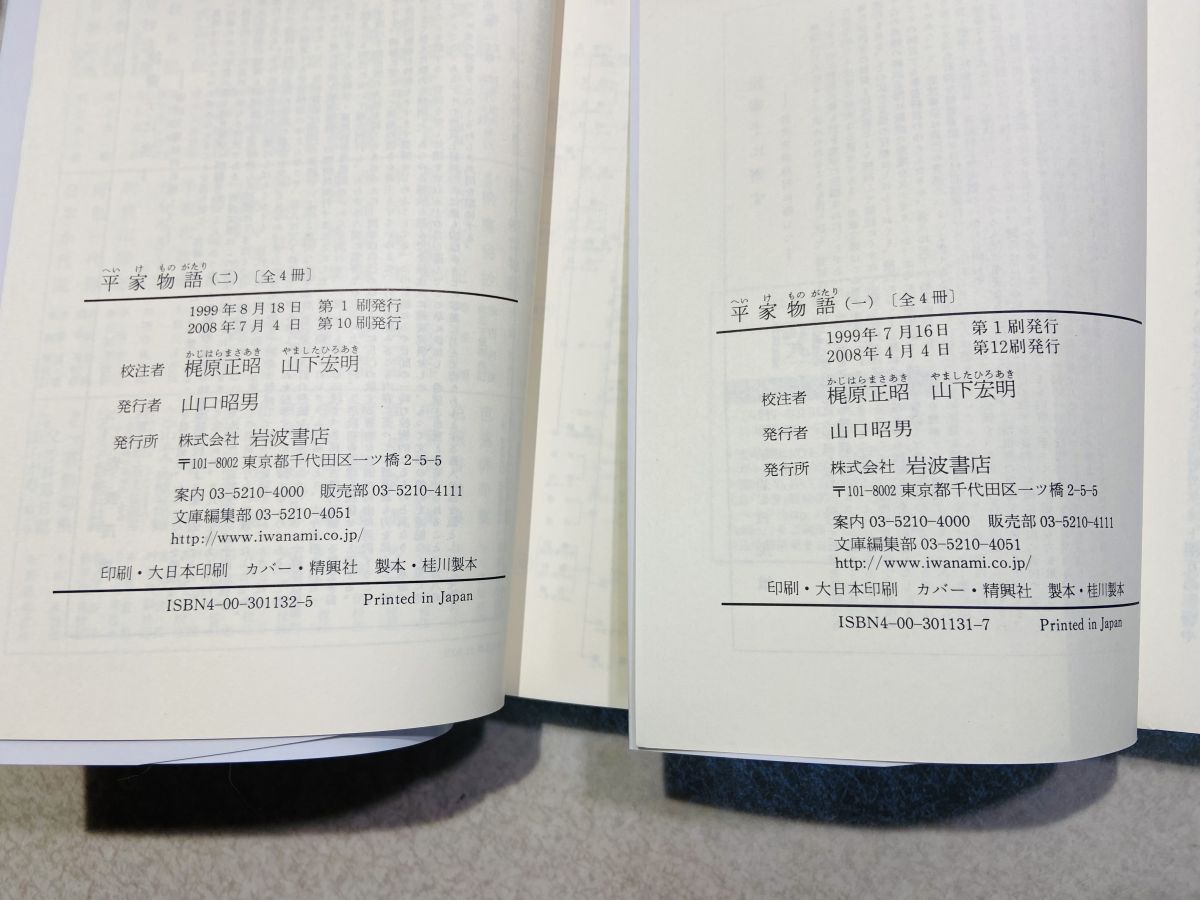 へい け もの がたり
平家物語（二）〔全4冊〕
1999年8月18日 第1刷発行
2008年7月4日 第10刷発行
かじはらまさあき やましたひろあき
校注者 梶原正昭 山下宏明
発行者 山口昭男
発行所 株式会社 岩波書店
〒101-8002 東京都千代田区一ツ橋2-5-5
案内 03-5210-4000 販売部 03-5210-4111
文庫編集部 03-5210-4051
http://www.iwanami.co.jp/
印刷・大日本印刷 カバー・精興社 製本・桂川製本
ISBN4-00-301132-5 Printed in Japan
へい け もの がたり
平家物語（一）〔全4冊〕
1999年7月16日 第1刷発行
2008年4月4日 第12刷発行
かじはらまさあき やましたひろあき
校注者 梶原正昭 山下宏明
発行者 山口昭男
発行所 株式会社 岩波書店
〒101-8002 東京都千代田区一ツ橋2-5-5
案内 03-5210-4000 販売部 03-5210-4111
文庫編集部 03-5210-4051
http://www.iwanami.co.jp/
印刷・大日本印刷 カバー・精興社 製本・桂川製本
ISBN4-00-301131-7 Printed in Japan